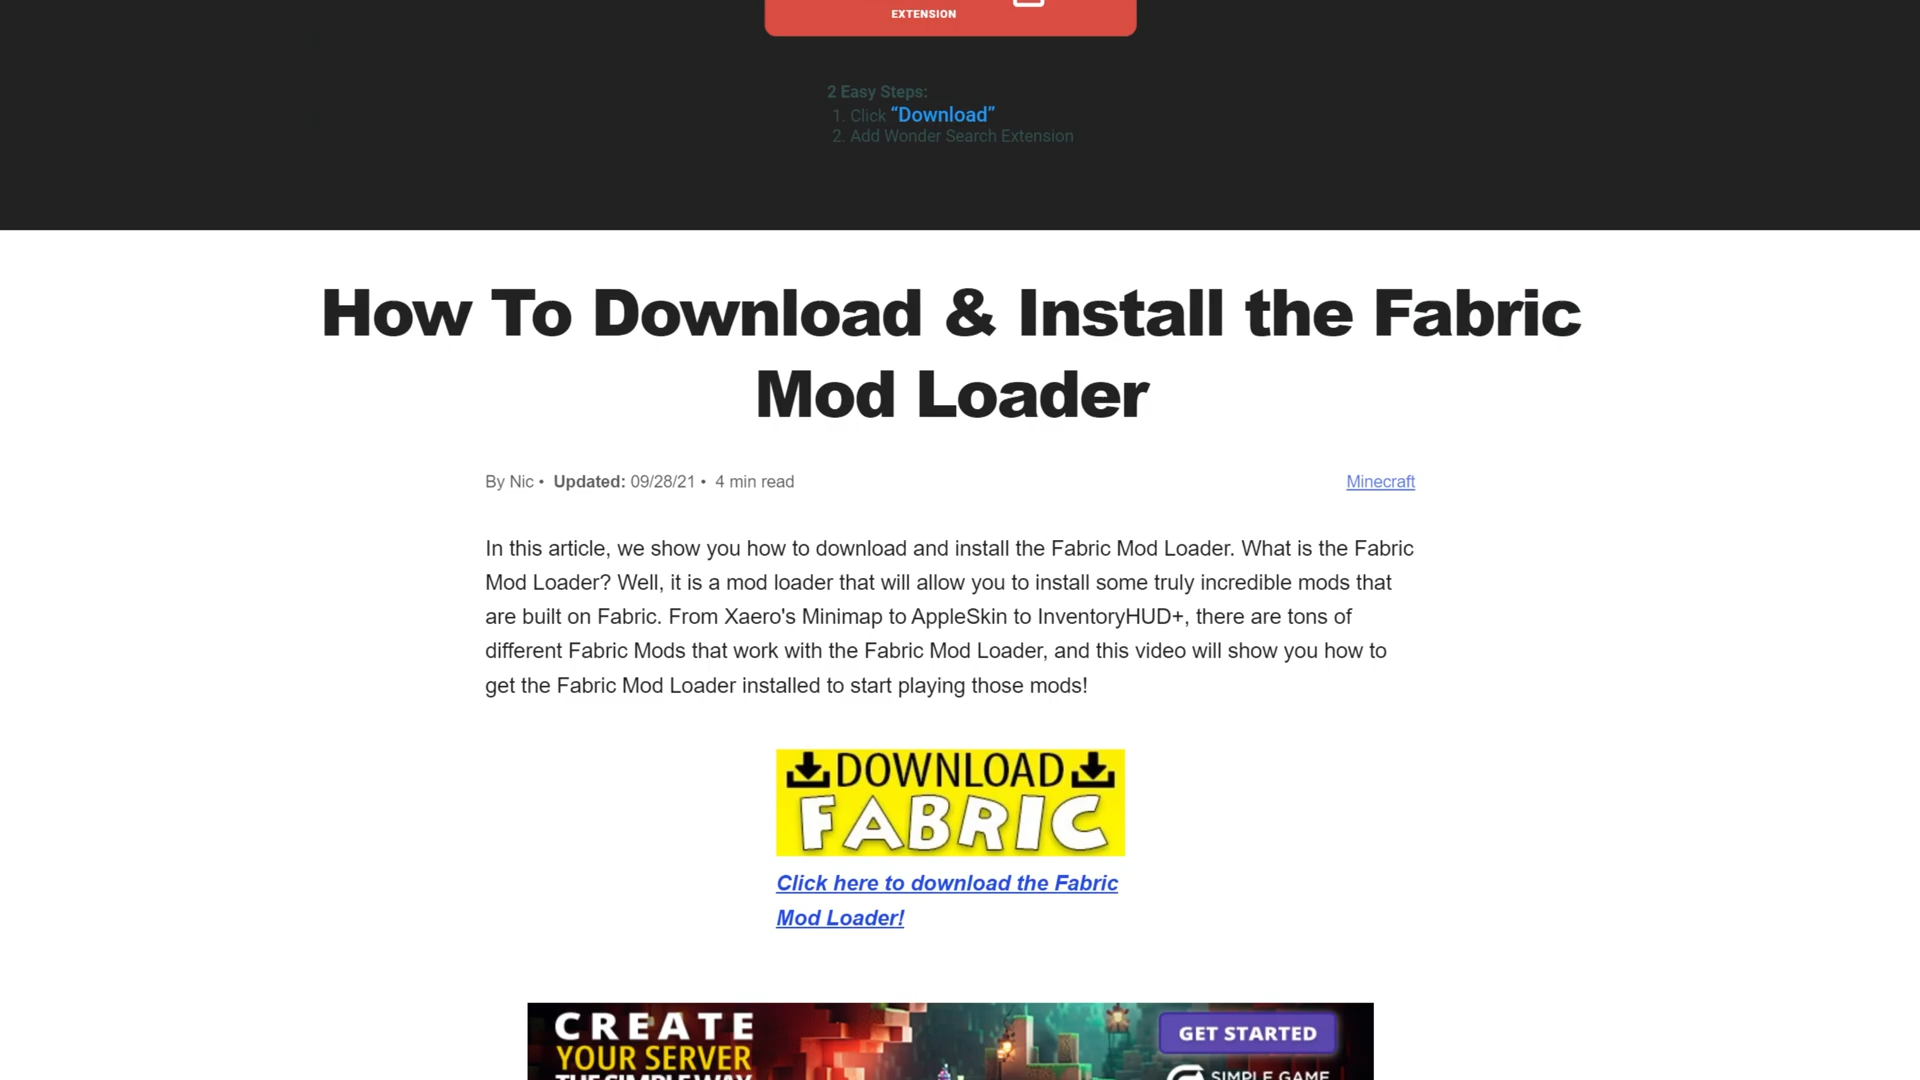 EXTENSION
2 Easy Steps:
1. Click “Download”
2. Add Wonder Search Extension
How To Download & Install the Fabric
Mod Loader
By Nic • Updated: 09/28/21 • 4 min read
Minecraft
In this article, we show you how to download and install the Fabric Mod Loader. What is the Fabric
Mod Loader? Well, it is a mod loader that will allow you to install some truly incredible mods that
are built on Fabric. From Xaero's Minimap to AppleSkin to InventoryHUD+, there are tons of
different Fabric Mods that work with the Fabric Mod Loader, and this video will show you how to
get the Fabric Mod Loader installed to start playing those mods!
DOWNLOAD
FABRIC
Click here to download the Fabric
Mod Loader!
CREATE
YOUR SERVER
THE SIMPLE WAY
GET STARTED
SIMPLE GAME